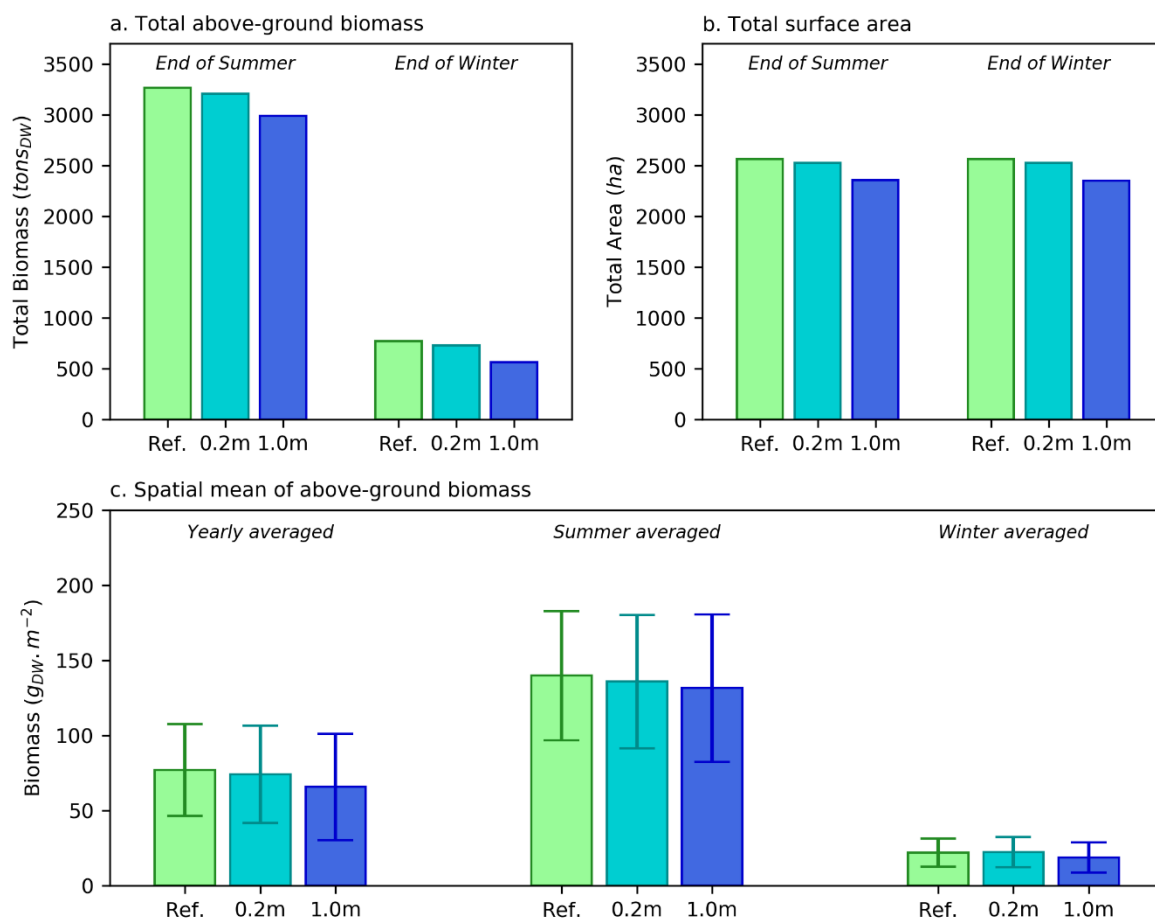 a. Total above-ground biomass
End of Summer End of Winter
Total Biomass (tons_DW)
3500
3000
2500
2000
1500
1000
500
0
Ref. 0.2m 1.0m Ref. 0.2m 1.0m
b. Total surface area
End of Summer End of Winter
Total Area (ha)
3500
3000
2500
2000
1500
1000
500
0
Ref. 0.2m 1.0m Ref. 0.2m 1.0m
c. Spatial mean of above-ground biomass
Yearly averaged Summer averaged Winter averaged
Biomass (g_DW. m⁻²)
250
200
150
100
50
0
Ref. 0.2m 1.0m Ref. 0.2m 1.0m Ref. 0.2m 1.0m